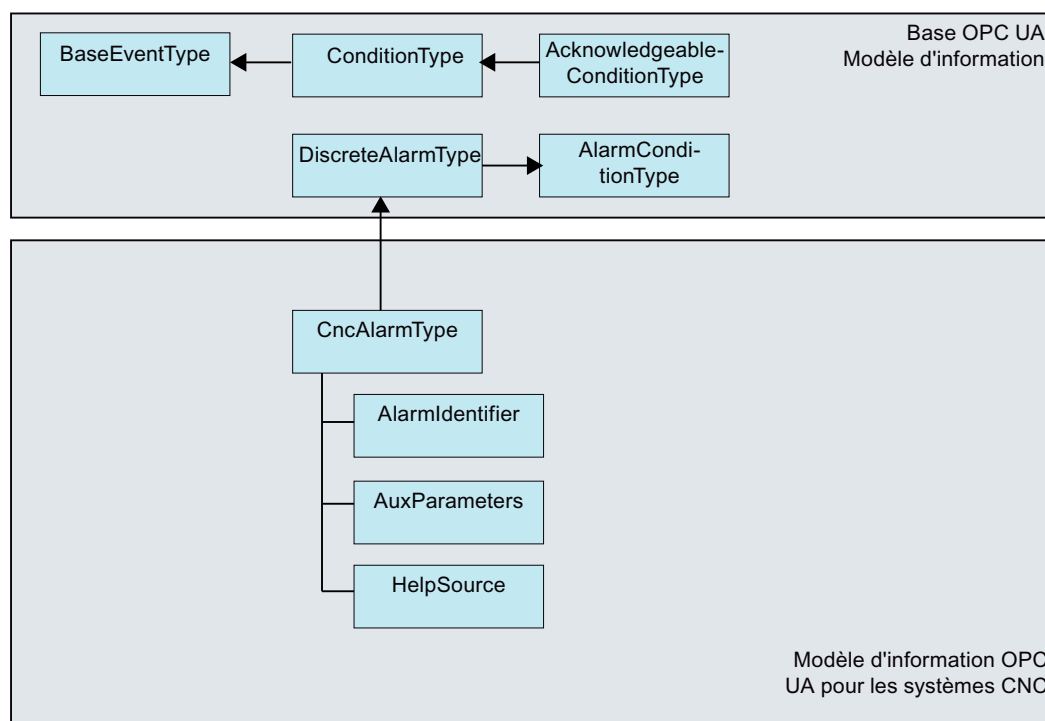 Base OPC UA
Modèle d'information
BaseEventType
ConditionType
Acknowledgeable-
ConditionType
DiscreteAlarmType
AlarmCondi-
tionType
CncAlarmType
AlarmIdentifier
AuxParameters
HelpSource
Modèle d'information OPC
UA pour les systèmes CNC